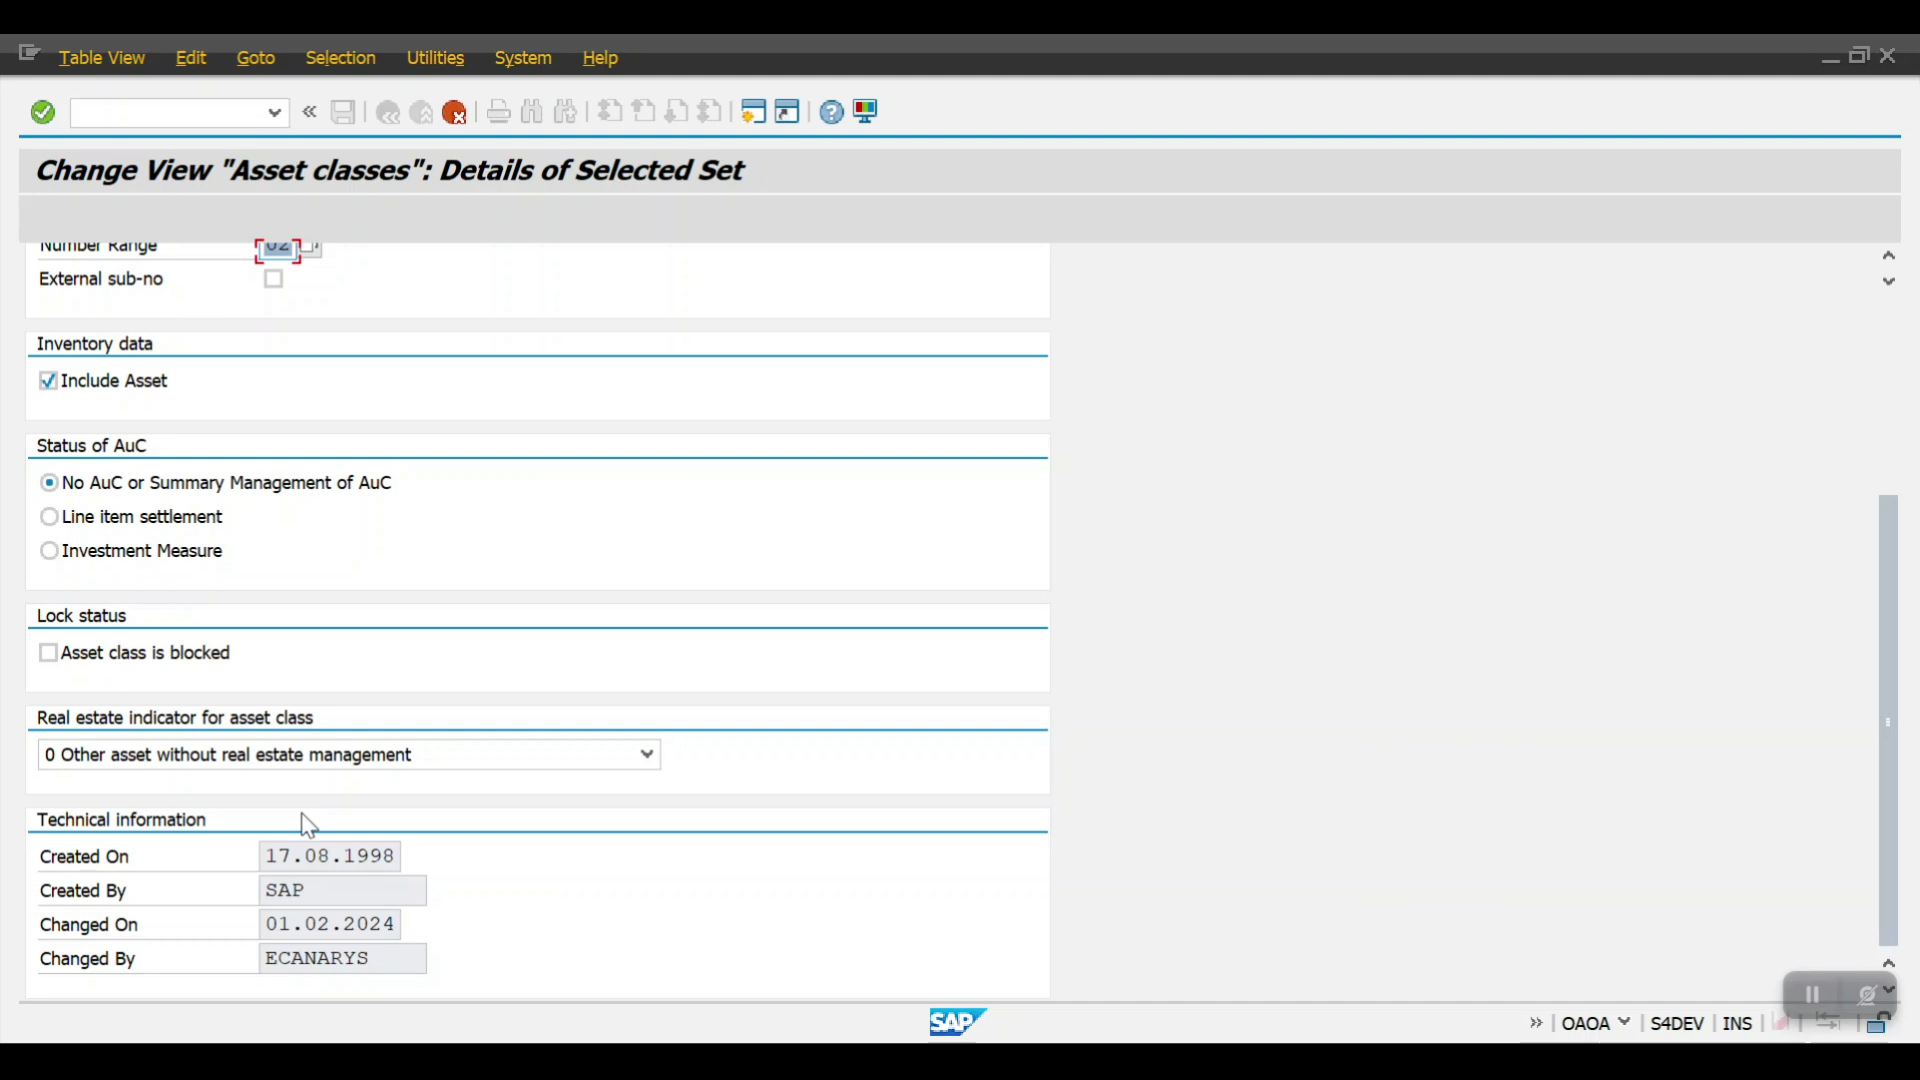 Table View Edit Goto Selection Utilities System Help
Change View "Asset classes": Details of Selected Set
Number Range 02
External sub-no
Inventory data
Include Asset
Status of AuC
No AuC or Summary Management of AuC
Line item settlement
Investment Measure
Lock status
Asset class is blocked
Real estate indicator for asset class
0 Other asset without real estate management
Technical information
Created On 17.08.1998
Created By SAP
Changed On 01.02.2024
Changed By ECANARYS
SAP
OAOA S4DEV INS